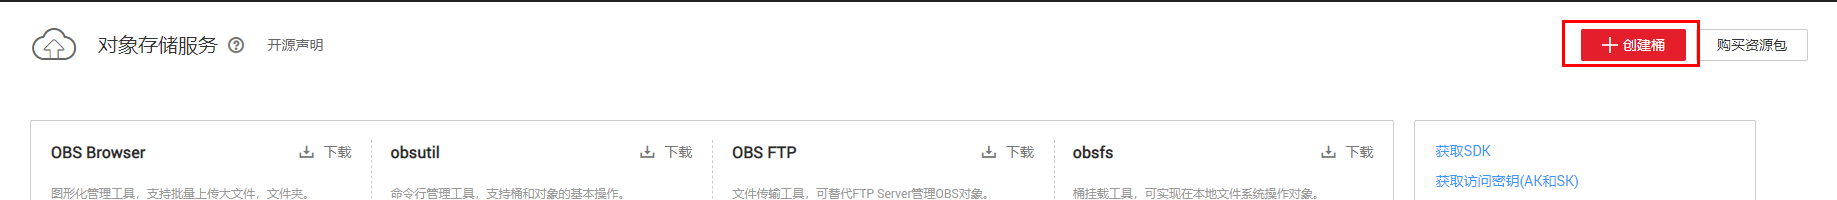 对象存储服务 ? 开源声明 创建桶 购买资源包
OBS Browser 下载 obsutil 下载 OBS FTP 下载 obsfs 下载
图形化管理工具，支持批量上传大文件，文件夹。 命令行管理工具，支持桶和对象的基本操作。 文件传输工具，可替代FTP Server管理OBS对象。 桶挂载工具，可实现在本地文件系统操作对象。
获取SDK
获取访问密钥(AK和SK)